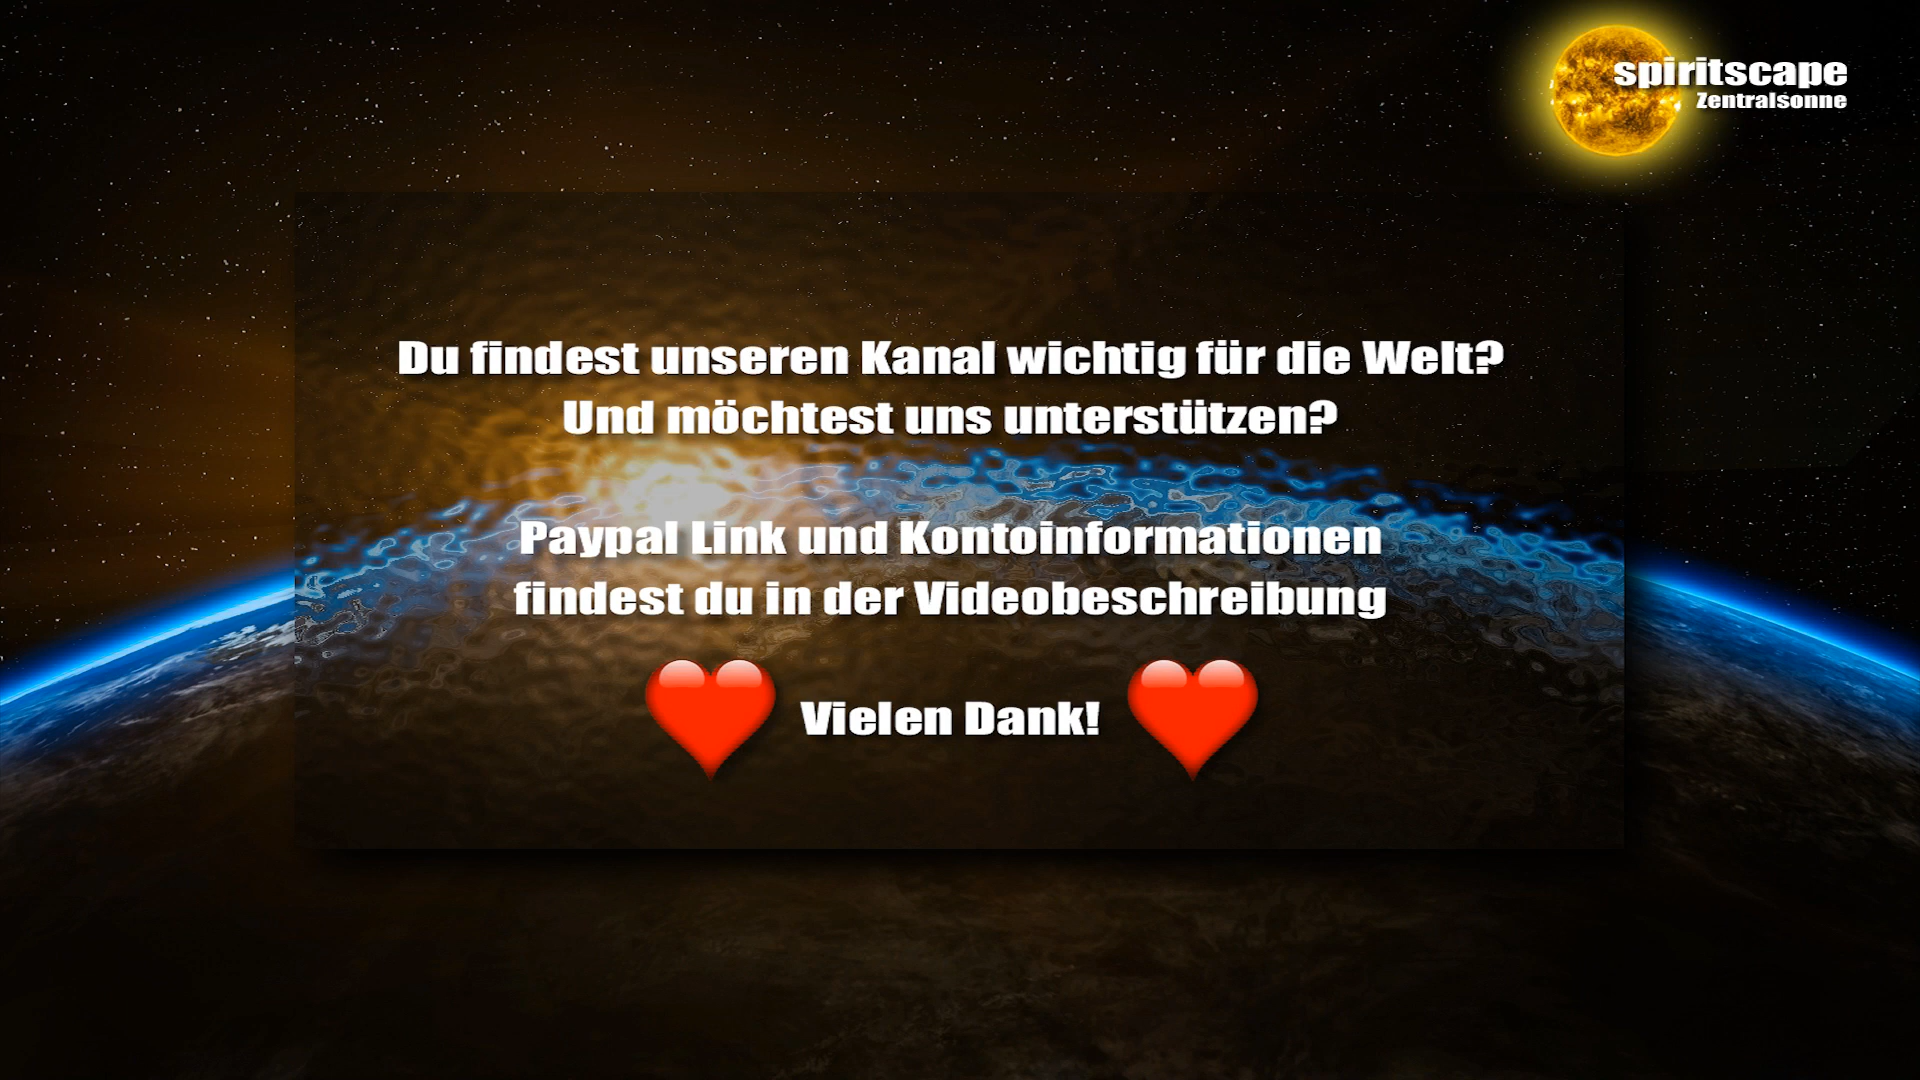 spiritscape
Zentralsonne
Du findest unseren Kanal wichtig für die Welt?
Und möchtest uns unterstützen?
Paypal Link und Kontoinformationen
findest du in der Videobeschreibung
Vielen Dank!